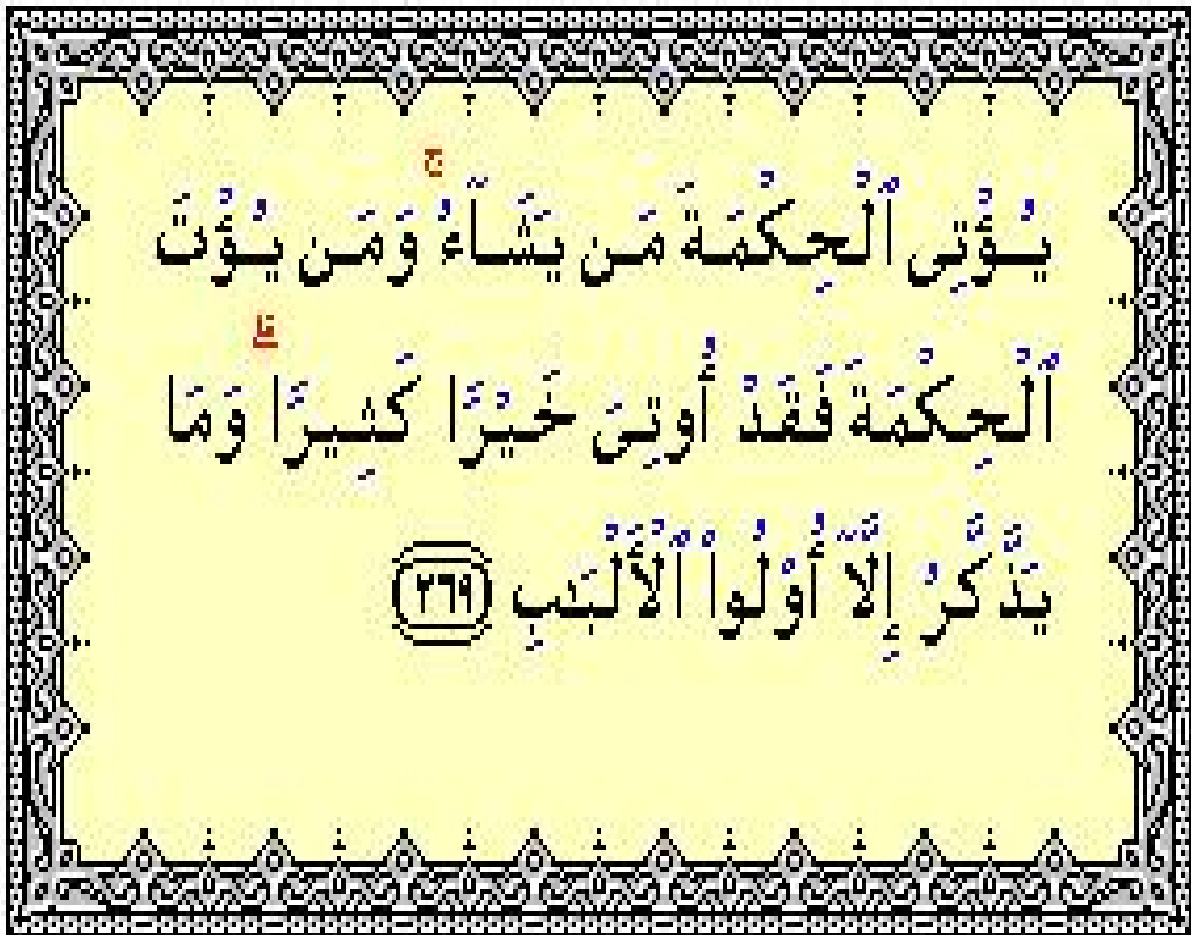 يُؤْتِى ٱلْحِكْمَةَ مَن يَشَآءُ ۚ وَمَن يُؤْتَ
ٱلْحِكْمَةَ فَقَدْ أُوتِىَ خَيْرًا كَثِيرًا ۗ وَمَا
يَذَّكَّرُ إِلَّآ أُو۟لُوا۟ ٱلْأَلْبَـٰبِ ٢٦٩